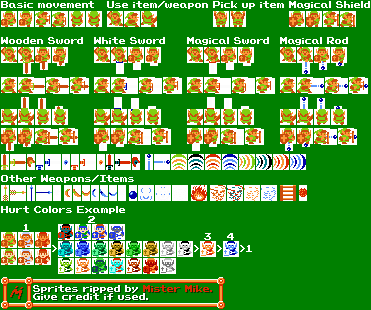 Basic movement Use item/weapon Pick up item Magical Shield
Wooden Sword White Sword Magical Sword Magical Rod
Other Weapons/Items
Hurt Colors Example
1 2 3 4
>1
Sprites ripped by Mister Mike.
Give credit if used.